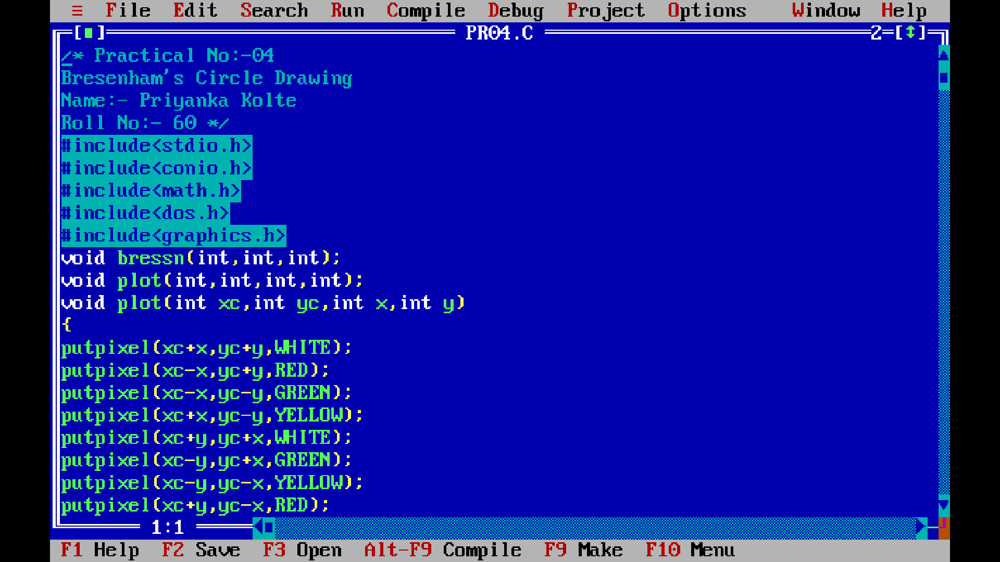 ≡ File Edit Search Run Compile Debug Project Options Window Help
[■] PR04.C 2=[↕]
/* Practical No:-04
Bresenham's Circle Drawing
Name:- Priyanka Kolte
Roll No:- 60 */
#include<stdio.h>
#include<conio.h>
#include<math.h>
#include<dos.h>
#include<graphics.h>
void bressn(int,int,int);
void plot(int,int,int,int);
void plot(int xc,int yc,int x,int y)
{
putpixel(xc+x,yc+y,WHITE);
putpixel(xc-x,yc+y,RED);
putpixel(xc-x,yc-y,GREEN);
putpixel(xc+x,yc-y,YELLOW);
putpixel(xc+y,yc+x,WHITE);
putpixel(xc-y,yc+x,GREEN);
putpixel(xc-y,yc-x,YELLOW);
putpixel(xc+y,yc-x,RED);
1:1
F1 Help F2 Save F3 Open Alt-F9 Compile F9 Make F10 Menu